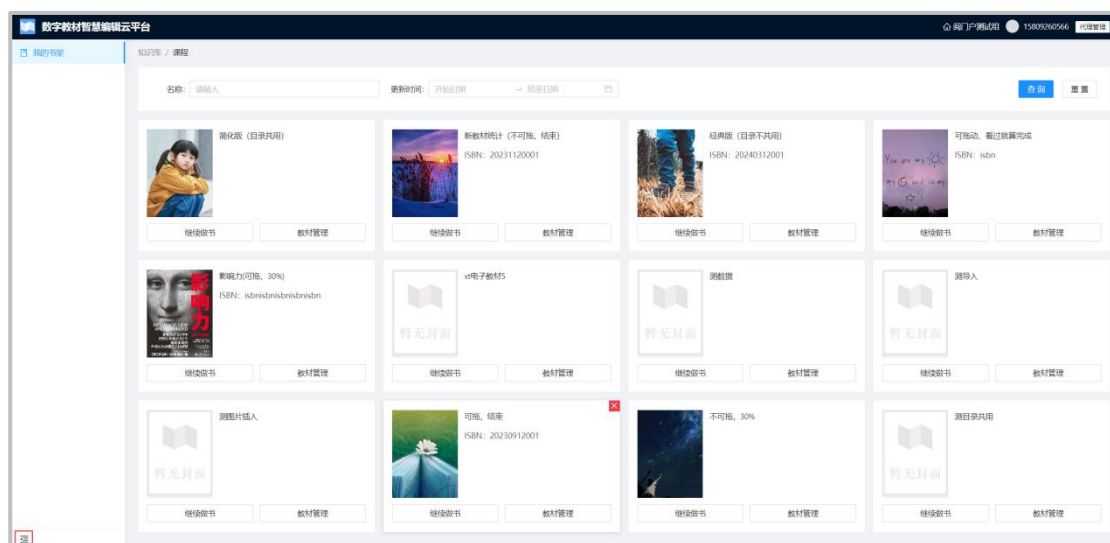 数字教材智慧编辑云平台
阅门户测试组 15809260566 代理管理
我的书架
知识库 / 课程
名称: 请输入 更新时间: 开始日期 → 结束日期 查询 重置
简化版（目录共用）
新教材统计（不可拖，结束）
ISBN: 20231120001
经典版（目录不共用）
ISBN: 20240312001
You are my
可拖动、看过就算完成
ISBN: isbn
继续做书 教材管理 继续做书 教材管理 继续做书 教材管理 继续做书 教材管理
影响力
影响力(可拖，30%)
ISBN: isbnisbnisbnisbnisbn
暂无封面
xt电子教材5
暂无封面
测数据
暂无封面
测导入
继续做书 教材管理 继续做书 教材管理 继续做书 教材管理 继续做书 教材管理
暂无封面
测图片插入
可拖，结束
ISBN: 20230912001
不可拖，30%
暂无封面
测目录共用
继续做书 教材管理 继续做书 教材管理 继续做书 教材管理 继续做书 教材管理